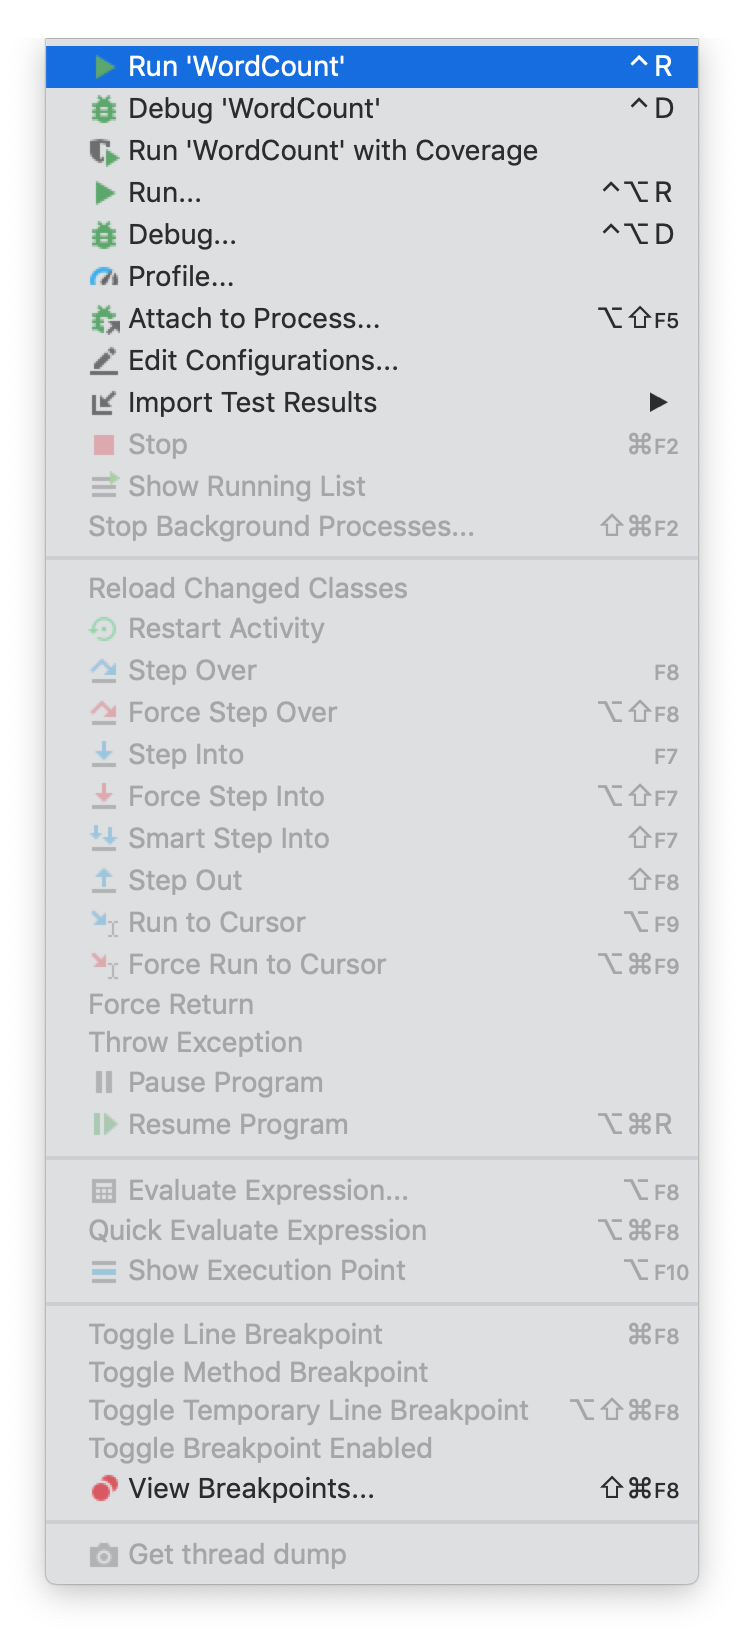 Run 'WordCount' ^ R
Debug 'WordCount' ^ D
Run 'WordCount' with Coverage
Run... ^⌥ R
Debug... ^⌥ D
Profile...
Attach to Process... ⌥⇧F5
Edit Configurations...
Import Test Results ▶
Stop ⌘F2
Show Running List
Stop Background Processes... ⇧⌘F2
Reload Changed Classes
Restart Activity
Step Over F8
Force Step Over ⌥⇧F8
Step Into F7
Force Step Into ⌥⇧F7
Smart Step Into ⇧F7
Step Out ⇧F8
Run to Cursor ⌥F9
Force Run to Cursor ⌥⌘F9
Force Return
Throw Exception
Pause Program
Resume Program ⌥⌘R
Evaluate Expression... ⌥F8
Quick Evaluate Expression ⌥⌘F8
Show Execution Point ⌥F10
Toggle Line Breakpoint ⌘F8
Toggle Method Breakpoint
Toggle Temporary Line Breakpoint ⌥⇧⌘F8
Toggle Breakpoint Enabled
View Breakpoints... ⇧⌘F8
Get thread dump